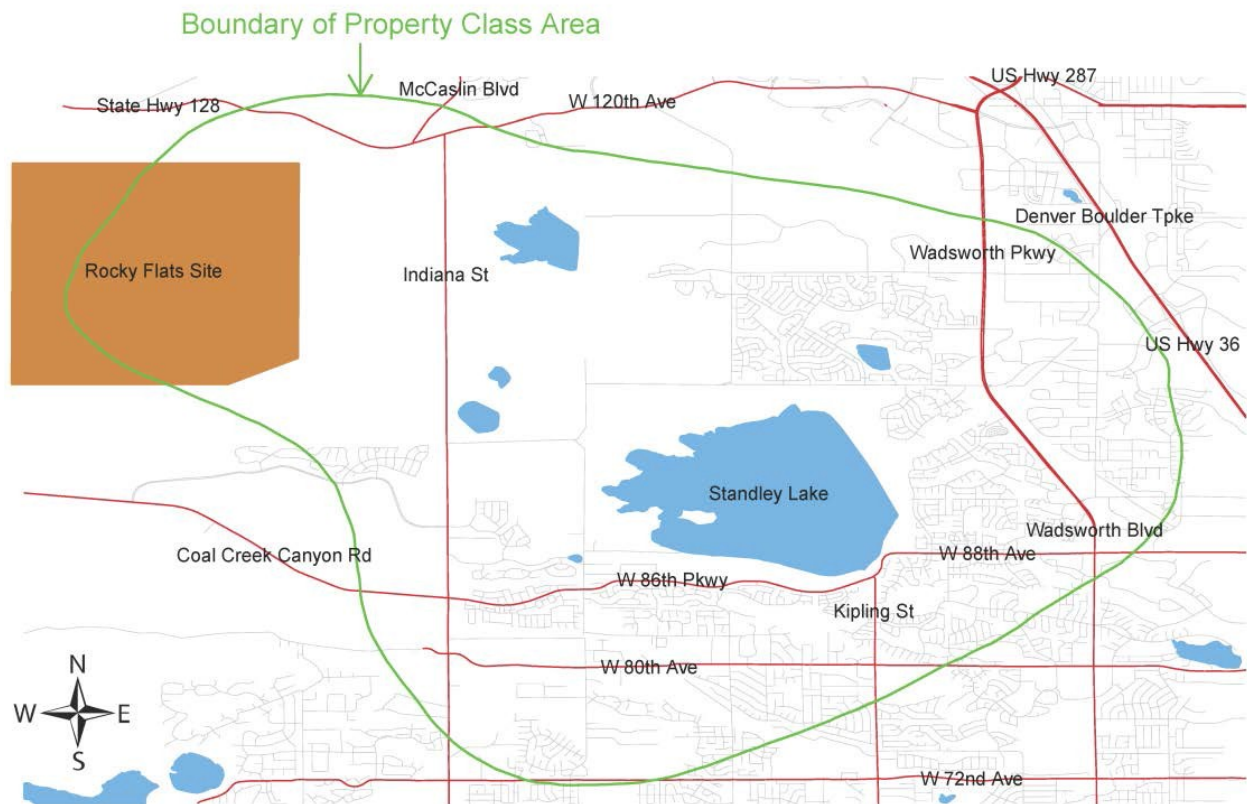 Boundary of Property Class Area
US Hwy 287
McCaslin Blvd
State Hwy 128
W 120th Ave
Denver Boulder Tpke
Wadsworth Pkwy
Rocky Flats Site
Indiana St
US Hwy 36
Standley Lake
Wadsworth Blvd
Coal Creek Canyon Rd
W 88th Ave
W 86th Pkwy
Kipling St
N
W 80th Ave
W E
S
W 72nd Ave